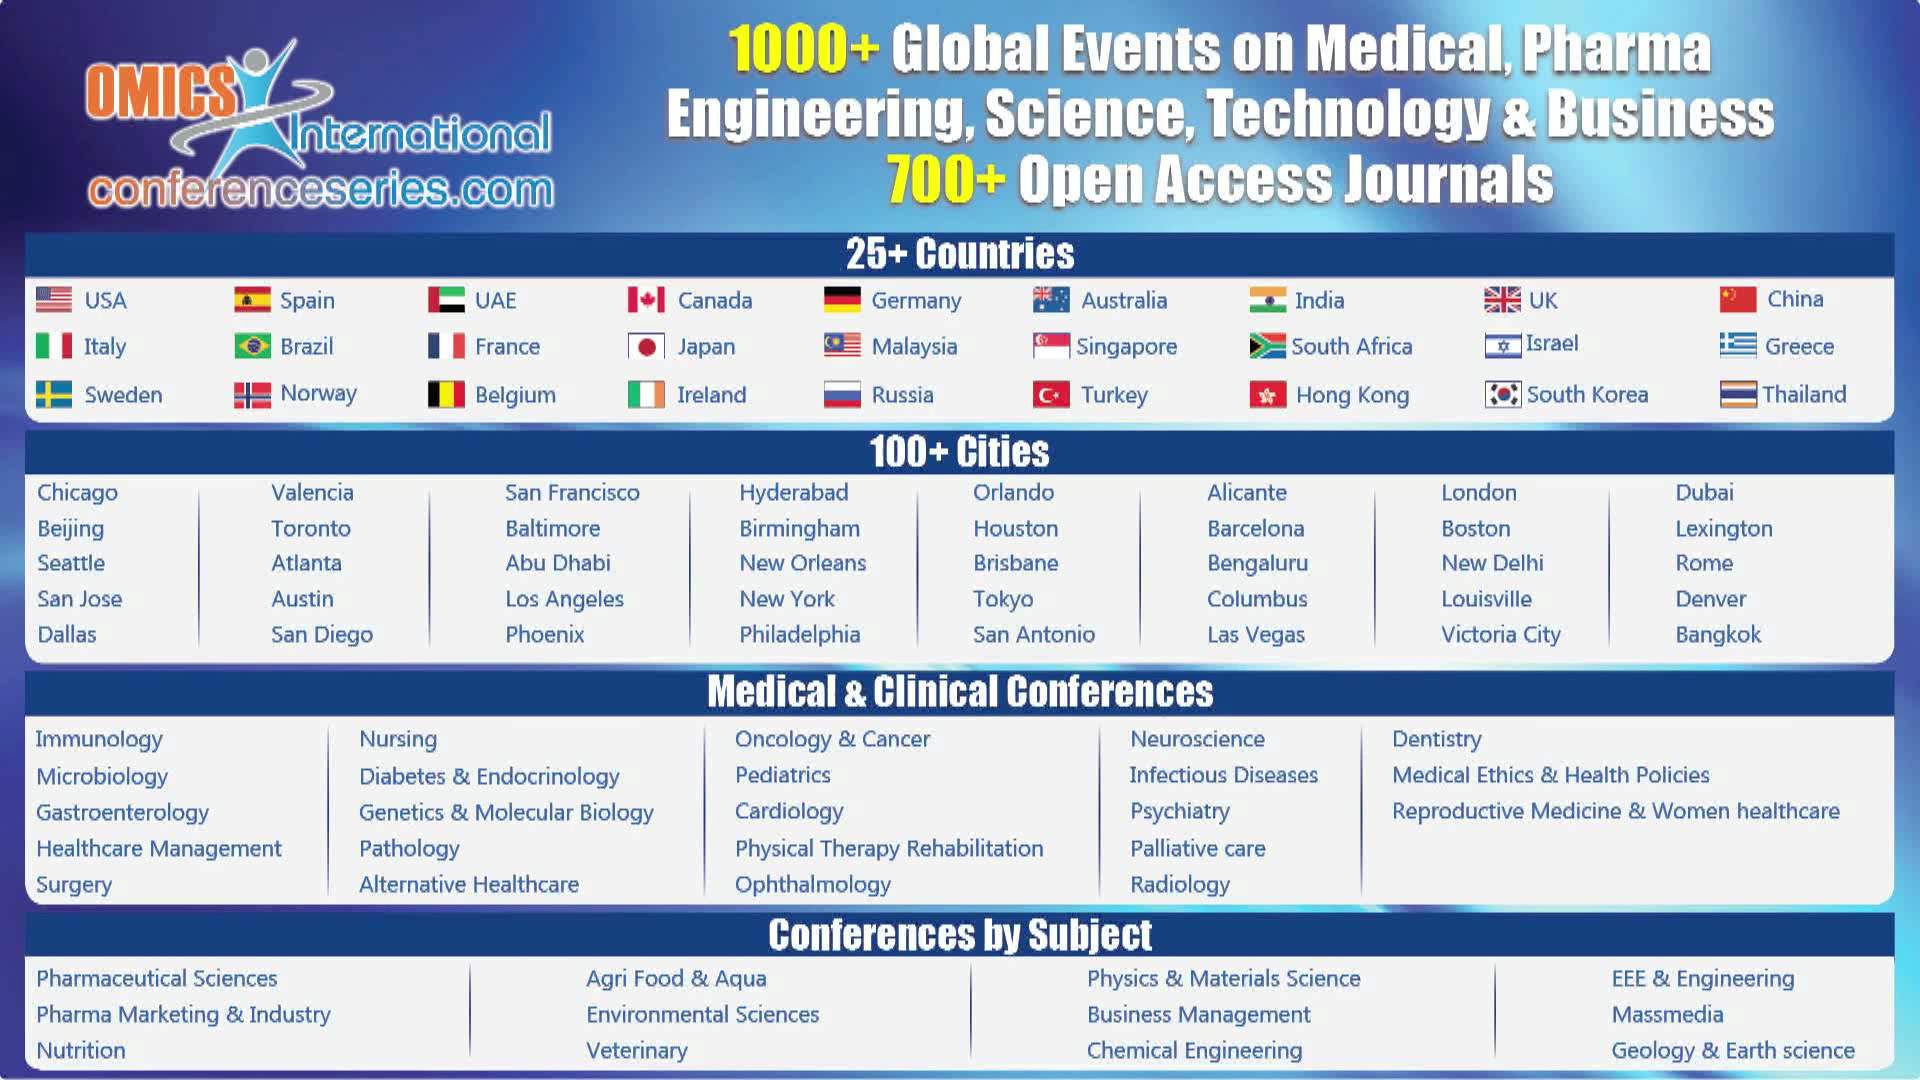 OMICS International
conferenceseries.com
1000+ Global Events on Medical, Pharma
Engineering, Science, Technology & Business
700+ Open Access Journals
25+ Countries
USA Spain UAE Canada Germany Australia India UK China
Italy Brazil France Japan Malaysia Singapore South Africa Israel Greece
Sweden Norway Belgium Ireland Russia Turkey Hong Kong South Korea Thailand
100+ Cities
Chicago Valencia San Francisco Hyderabad Orlando Alicante London Dubai
Beijing Toronto Baltimore Birmingham Houston Barcelona Boston Lexington
Seattle Atlanta Abu Dhabi New Orleans Brisbane Bengaluru New Delhi Rome
San Jose Austin Los Angeles New York Tokyo Columbus Louisville Denver
Dallas San Diego Phoenix Philadelphia San Antonio Las Vegas Victoria City Bangkok
Medical & Clinical Conferences
Immunology Nursing Oncology & Cancer Neuroscience Dentistry
Microbiology Diabetes & Endocrinology Pediatrics Infectious Diseases Medical Ethics & Health Policies
Gastroenterology Genetics & Molecular Biology Cardiology Psychiatry Reproductive Medicine & Women healthcare
Healthcare Management Pathology Physical Therapy Rehabilitation Palliative care
Surgery Alternative Healthcare Ophthalmology Radiology
Conferences by Subject
Pharmaceutical Sciences Agri Food & Aqua Physics & Materials Science EEE & Engineering
Pharma Marketing & Industry Environmental Sciences Business Management Massmedia
Nutrition Veterinary Chemical Engineering Geology & Earth science